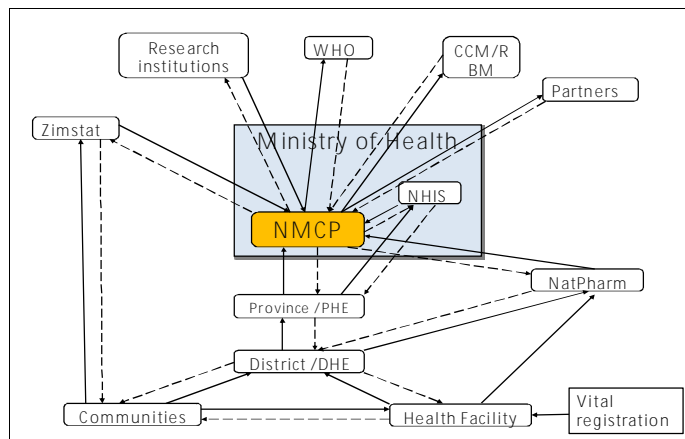 Research
institutions
WHO
CCM/R
BM
Partners
Zimstat
Ministry of Health
NHIS
NMCP
NatPharm
Province /PHE
District /DHE
Communities
Health Facility
Vital
registration